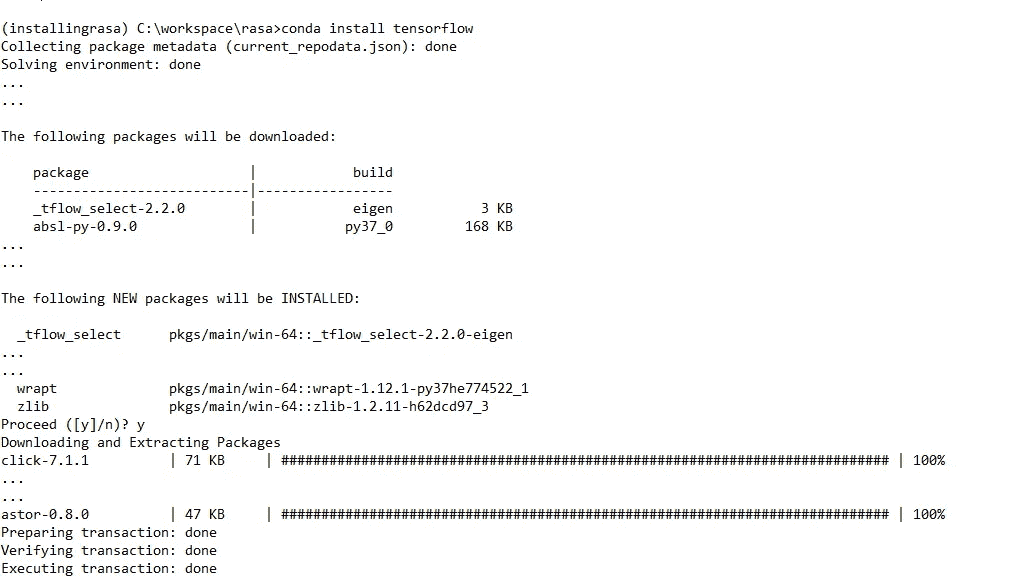 (installingrasa) C:\workspace\rasa>conda install tensorflow
Collecting package metadata (current_repodata.json): done
Solving environment: done
...
...
The following packages will be downloaded:
    package                    |            build
    ---------------------------|-----------------
    _tflow_select-2.2.0        |            eigen           3 KB
    absl-py-0.9.0              |           py37_0         168 KB
...
...
The following NEW packages will be INSTALLED:
  _tflow_select      pkgs/main/win-64::_tflow_select-2.2.0-eigen
...
...
  wrapt              pkgs/main/win-64::wrapt-1.12.1-py37he774522_1
  zlib               pkgs/main/win-64::zlib-1.2.11-h62dcd97_3
Proceed ([y]/n)? y
Downloading and Extracting Packages
click-7.1.1          | 71 KB     | ############################################################################ | 100%
...
...
astor-0.8.0          | 47 KB     | ############################################################################ | 100%
Preparing transaction: done
Verifying transaction: done
Executing transaction: done